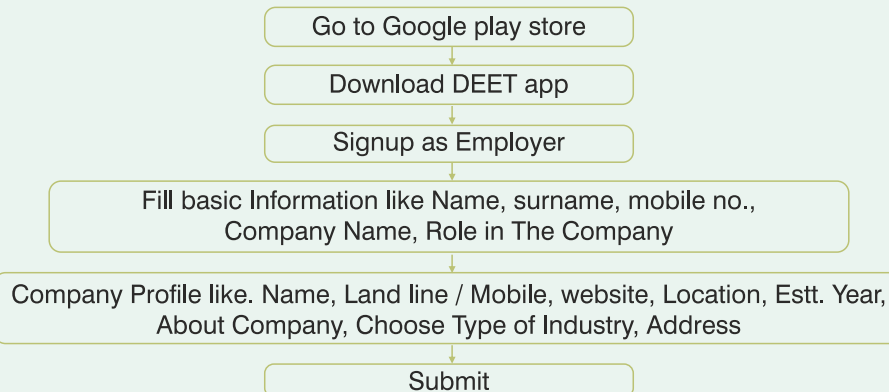 Go to Google play store
Download DEET app
Signup as Employer
Fill basic Information like Name, surname, mobile no.,
Company Name, Role in The Company
Company Profile like. Name, Land line / Mobile, website, Location, Estt. Year,
About Company, Choose Type of Industry, Address
Submit